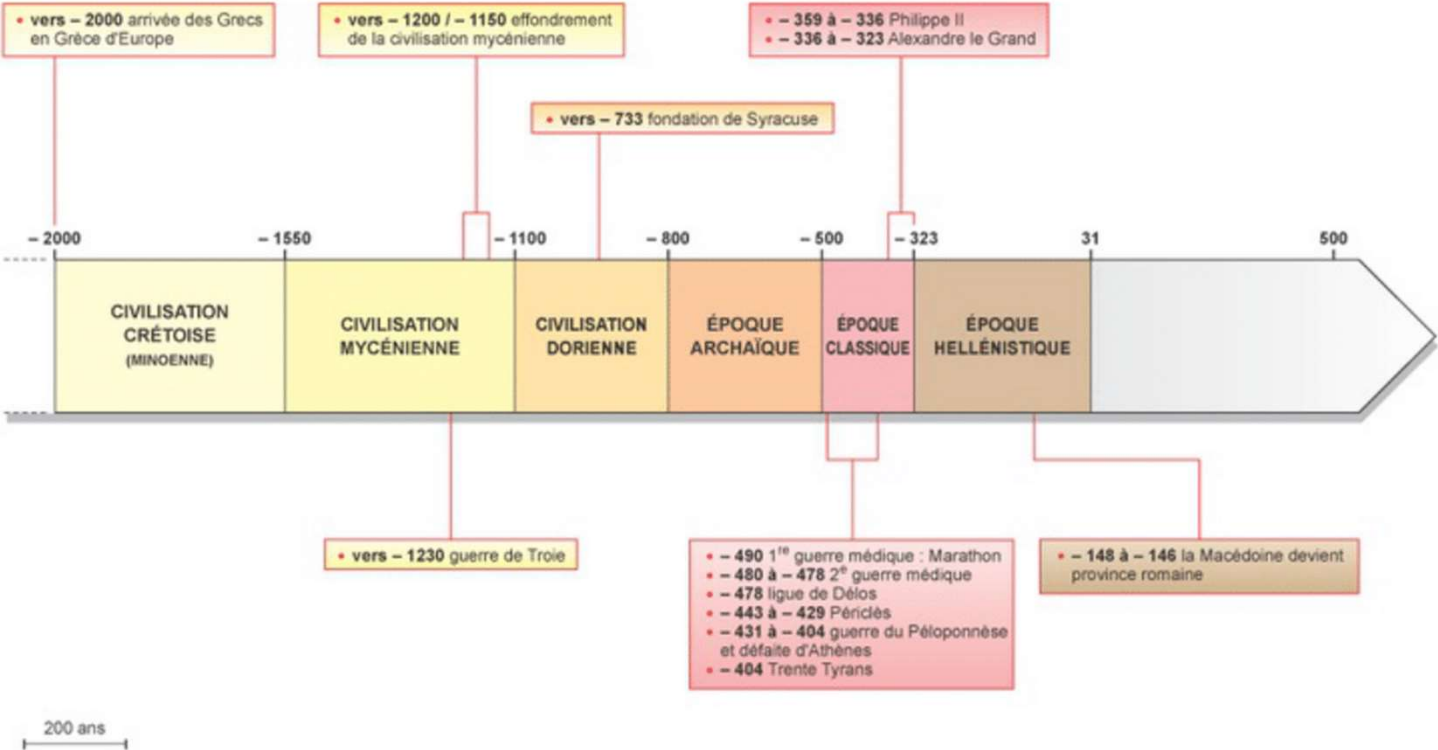 • vers – 2000 arrivée des Grecs
en Grèce d'Europe
• vers – 1200 / – 1150 effondrement
de la civilisation mycénienne
• – 359 à – 336 Philippe II
• – 336 à – 323 Alexandre le Grand
• vers – 733 fondation de Syracuse
– 2000
– 1550
– 1100
– 800
– 500
– 323
31
500
CIVILISATION
CRÉTOISE
(MINOENNE)
CIVILISATION
MYCÉNIENNE
CIVILISATION
DORIENNE
ÉPOQUE
ARCHAÏQUE
ÉPOQUE
CLASSIQUE
ÉPOQUE
HELLÉNISTIQUE
• vers – 1230 guerre de Troie
• – 490 1re guerre médique : Marathon
• – 480 à – 478 2e guerre médique
• – 478 ligue de Délos
• – 443 à – 429 Périclès
• – 431 à – 404 guerre du Péloponnèse
et défaite d'Athènes
• – 404 Trente Tyrans
• – 148 à – 146 la Macédoine devient
province romaine
200 ans